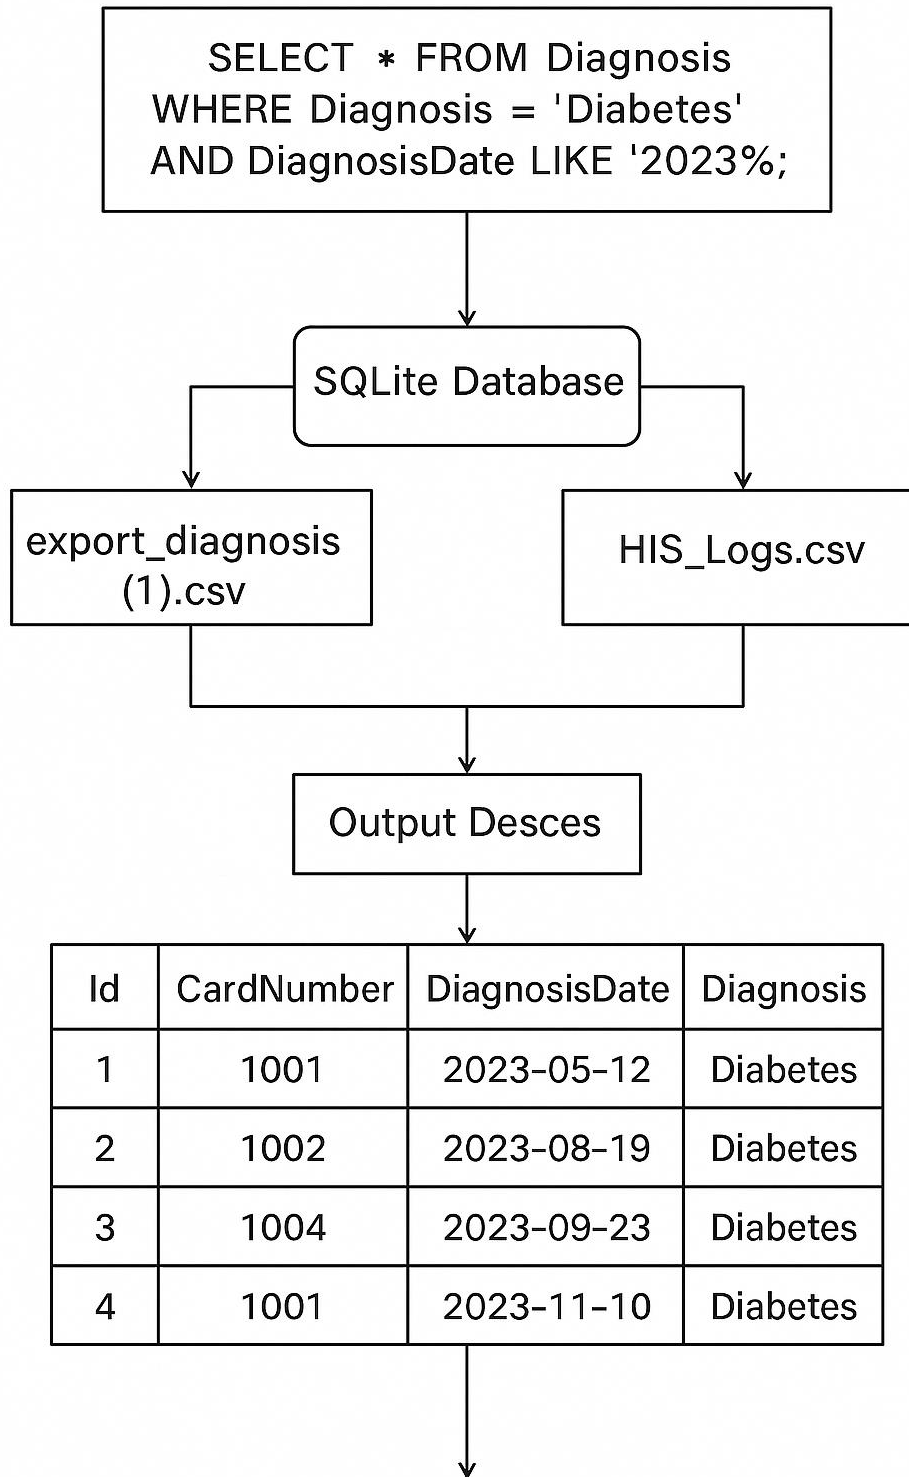 SELECT * FROM Diagnosis
WHERE Diagnosis = 'Diabetes'
AND DiagnosisDate LIKE '2023%;
SQLite Database
export_diagnosis
(1).csv
HIS_Logs.csv
Output Desces
Id CardNumber DiagnosisDate Diagnosis
1 1001 2023-05-12 Diabetes
2 1002 2023-08-19 Diabetes
3 1004 2023-09-23 Diabetes
4 1001 2023-11-10 Diabetes